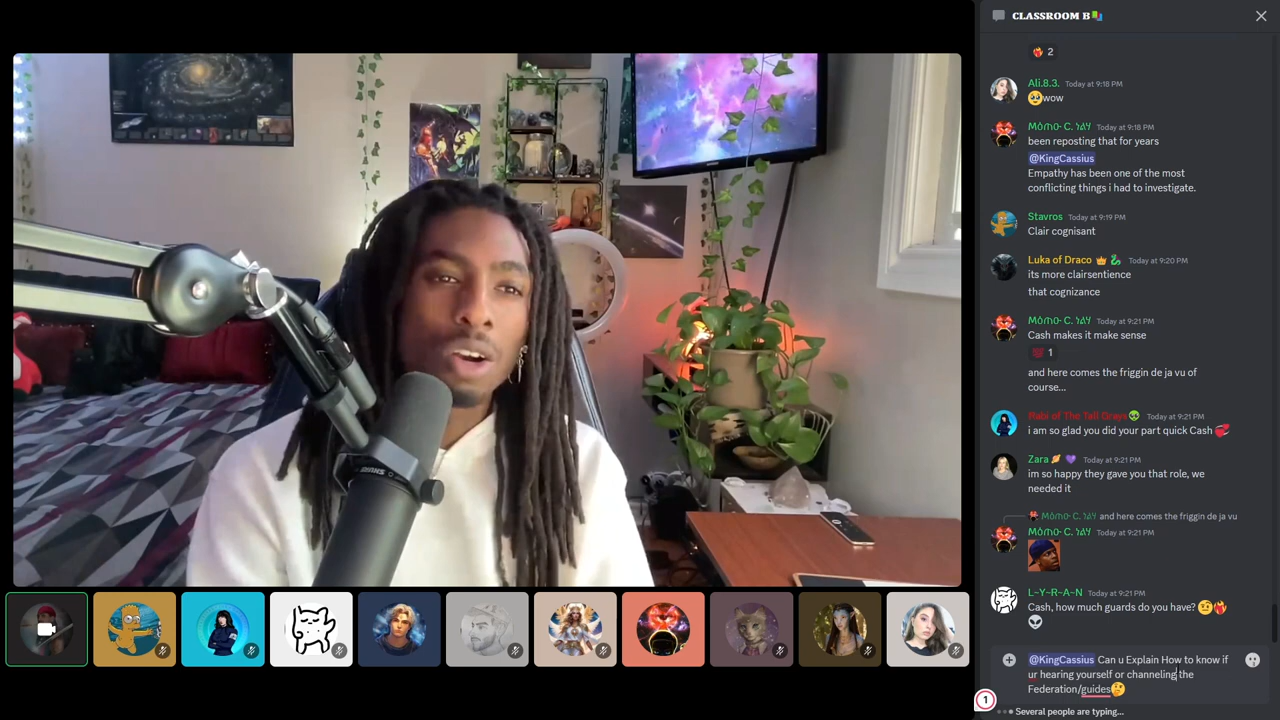 CLASSROOM B
2
Ali.8.3. Today at 9:18 PM
wow
Today at 9:18 PM
been reposting that for years
@KingCassius
Empathy has been one of the most
conflicting things i had to investigate.
Stavros Today at 9:19 PM
Clair cognisant
Luka of Draco Today at 9:20 PM
its more clairsentience
that cognizance
Today at 9:21 PM
Cash makes it make sense
1
and here comes the friggin de ja vu of
course...
Rabi of The Tall Grays Today at 9:21 PM
i am so glad you did your part quick Cash
Zara Today at 9:21 PM
im so happy they gave you that role, we
needed it
and here comes the friggin de ja vu
Today at 9:21 PM
L~Y~R~A~N Today at 9:21 PM
Cash, how much guards do you have?
@KingCassius Can u Explain How to know if
ur hearing yourself or channeling the
Federation/guides
1
Several people are typing...